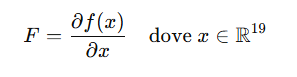 F = ∂f(x)/∂x dove x ∈ ℝ¹⁹